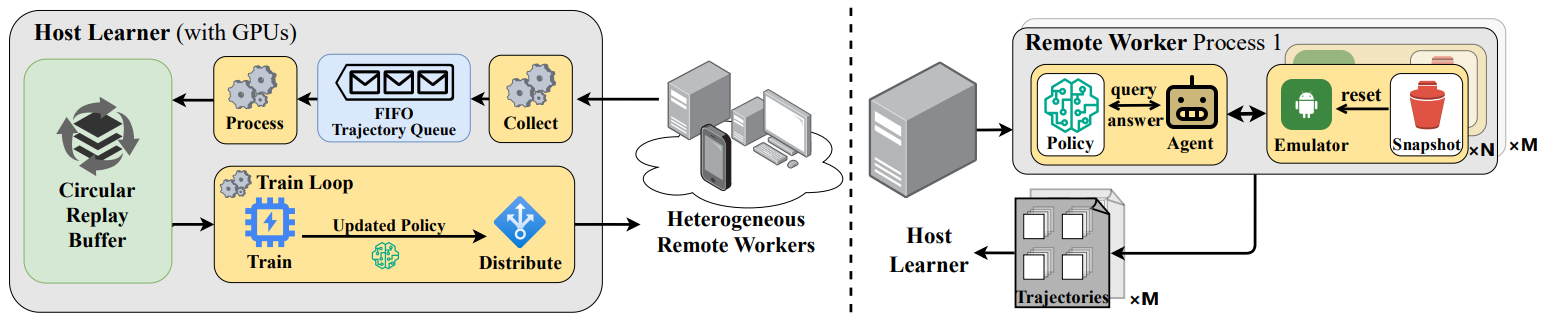 Host Learner (with GPUs)
Process
FIFO
Trajectory Queue
Collect
Circular
Replay
Buffer
Train Loop
Train
Updated Policy
Distribute
Heterogeneous
Remote Workers
Remote Worker Process 1
Policy
query
answer
Agent
Emulator
reset
Snapshot
×N
×M
Host
Learner
Trajectories
×M